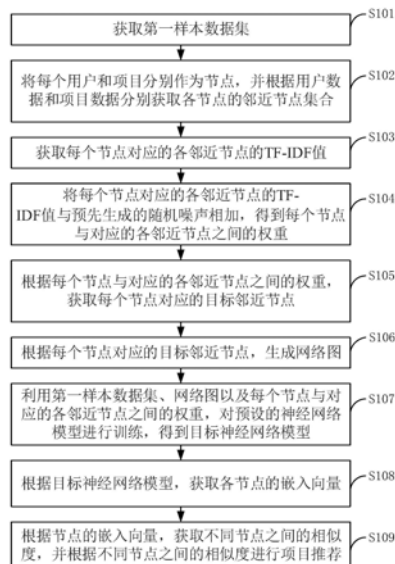 获取第一样本数据集
S101
将每个用户和项目分别作为节点，并根据用户数
据和项目数据分别获取各节点的邻近节点集合
S102
获取每个节点对应的各邻近节点的TF-IDF值
S103
将每个节点对应的各邻近节点的TF-
IDF值与预先生成的随机噪声相加，得到每个节点
与对应的各邻近节点之间的权重
S104
根据每个节点与对应的各邻近节点之间的权重，
获取每个节点对应的目标邻近节点
S105
根据每个节点对应的目标邻近节点，生成网络图
S106
利用第一样本数据集、网络图以及每个节点与对
应的各邻近节点之间的权重，对预设的神经网络
模型进行训练，得到目标神经网络模型
S107
根据目标神经网络模型，获取各节点的嵌入向量
S108
根据节点的嵌入向量，获取不同节点之间的相似
度，并根据不同节点之间的相似度进行项目推荐
S109